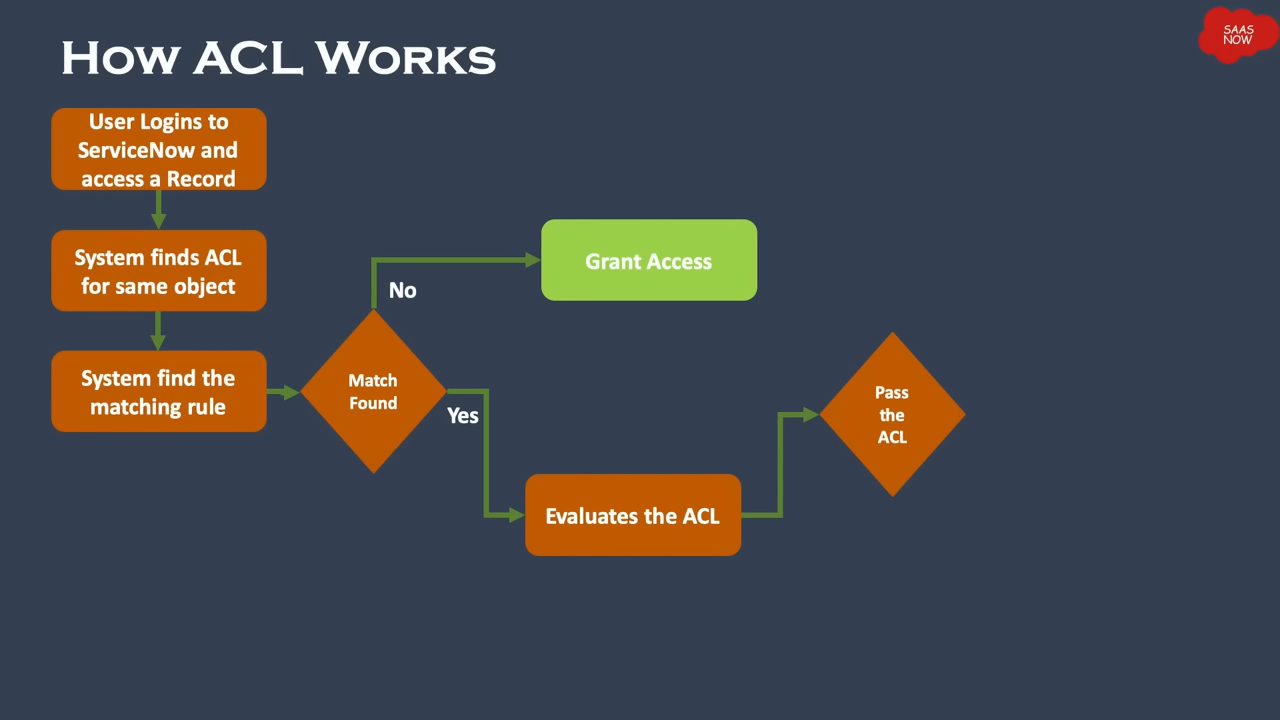 How ACL Works
SAAS
NOW
User Logins to
ServiceNow and
access a Record
System finds ACL
for same object
System find the
matching rule
Match
Found
No
Yes
Grant Access
Evaluates the ACL
Pass
the
ACL